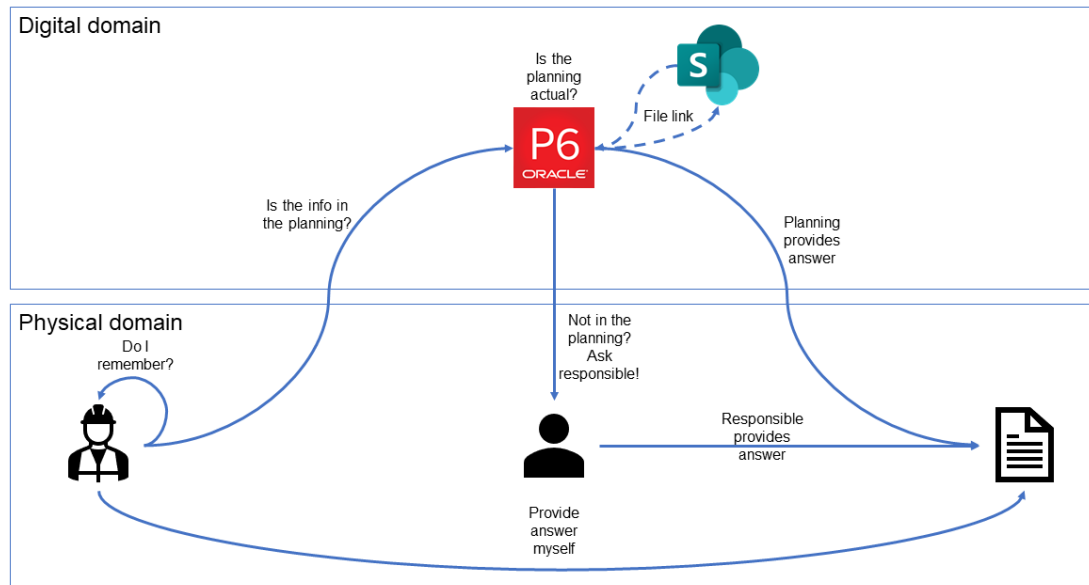 Digital domain
Is the
planning
actual?
S
File link
P6
ORACLE
Is the info in
the planning?
Planning
provides
answer
Physical domain
Do I
remember?
Not in the
planning?
Ask
responsible!
Responsible
provides
answer
Provide
answer
myself